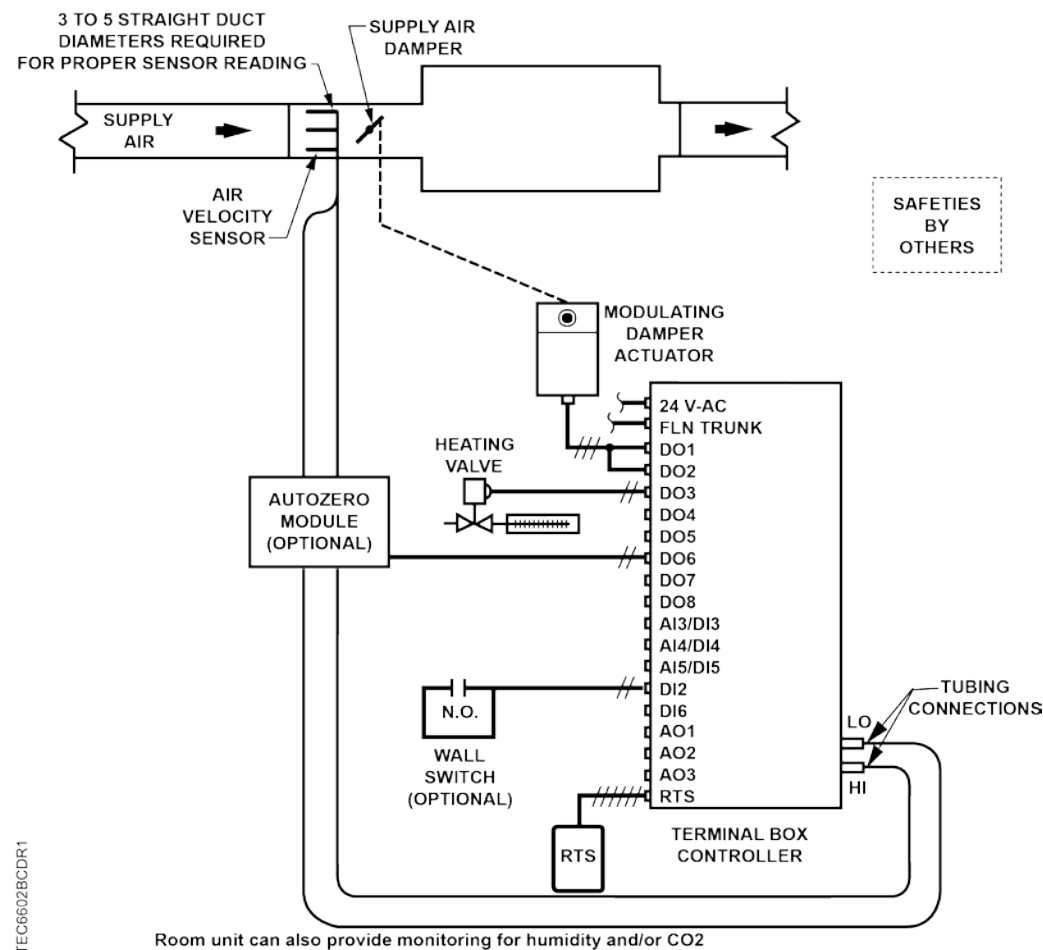 3 TO 5 STRAIGHT DUCT
DIAMETERS REQUIRED
FOR PROPER SENSOR READING
SUPPLY AIR
DAMPER
SUPPLY
AIR
AIR
VELOCITY
SENSOR
SAFETIES
BY
OTHERS
MODULATING
DAMPER
ACTUATOR
24 V-AC
FLN TRUNK
DO1
DO2
DO3
DO4
DO5
DO6
DO7
DO8
AI3/DI3
AI4/DI4
AI5/DI5
DI2
DI6
AO1
AO2
AO3
RTS
HEATING
VALVE
AUTOZERO
MODULE
(OPTIONAL)
N.O.
WALL
SWITCH
(OPTIONAL)
TUBING
CONNECTIONS
LO
HI
RTS
TERMINAL BOX
CONTROLLER
TEC6602BCDR1
Room unit can also provide monitoring for humidity and/or CO2